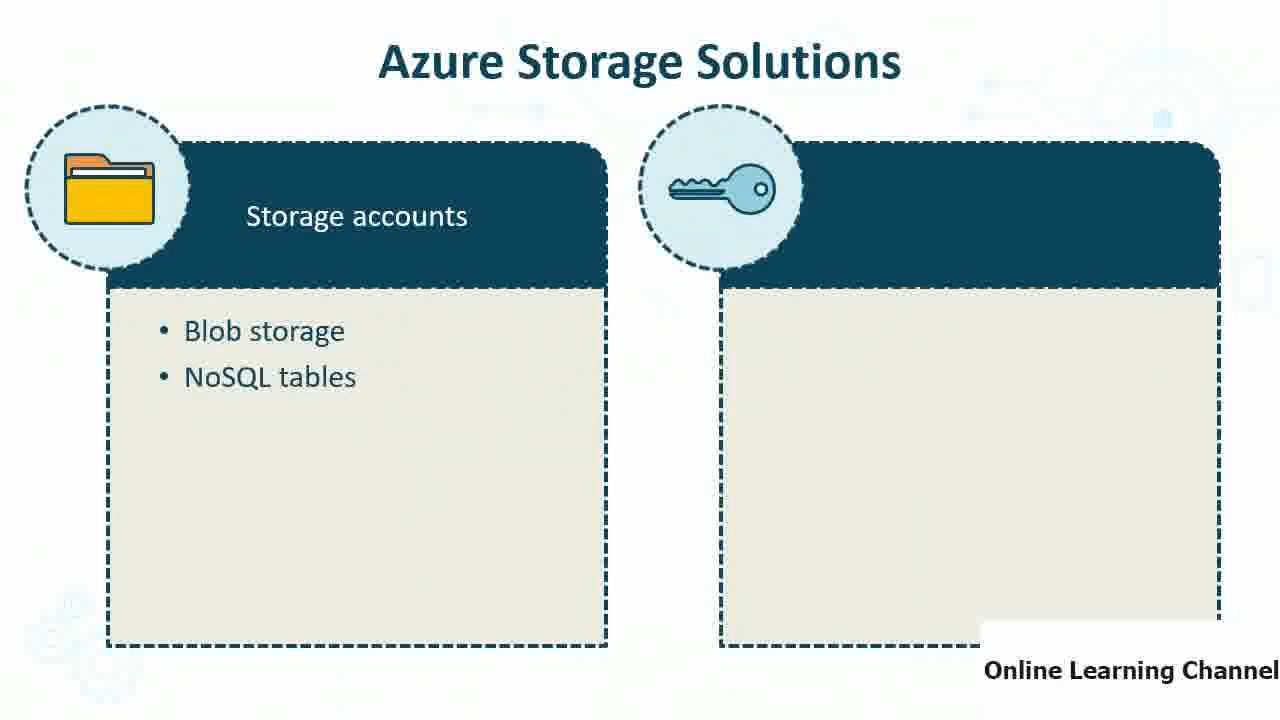 Azure Storage Solutions
Storage accounts
• Blob storage
• NoSQL tables
Online Learning Channel